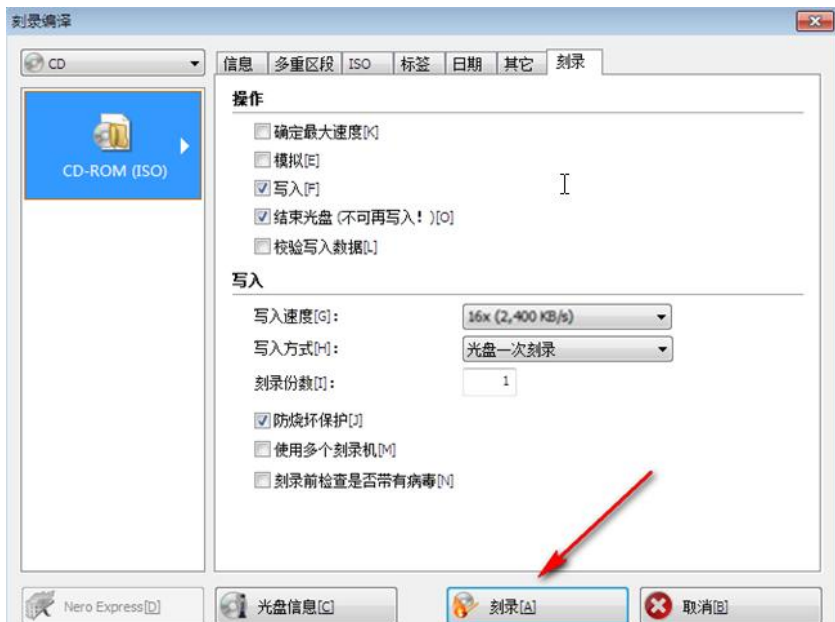 刻录编译
CD
CD-ROM (ISO)
信息 多重区段 ISO 标签 日期 其它 刻录
操作
确定最大速度[K]
模拟[E]
写入[F]
结束光盘 (不可再写入！)[O]
校验写入数据[L]
写入
写入速度[G]: 16x (2,400 KB/s)
写入方式[H]: 光盘一次刻录
刻录份数[I]: 1
防烧坏保护[J]
使用多个刻录机[M]
刻录前检查是否带有病毒[N]
Nero Express[D] 光盘信息[C] 刻录[A] 取消[B]